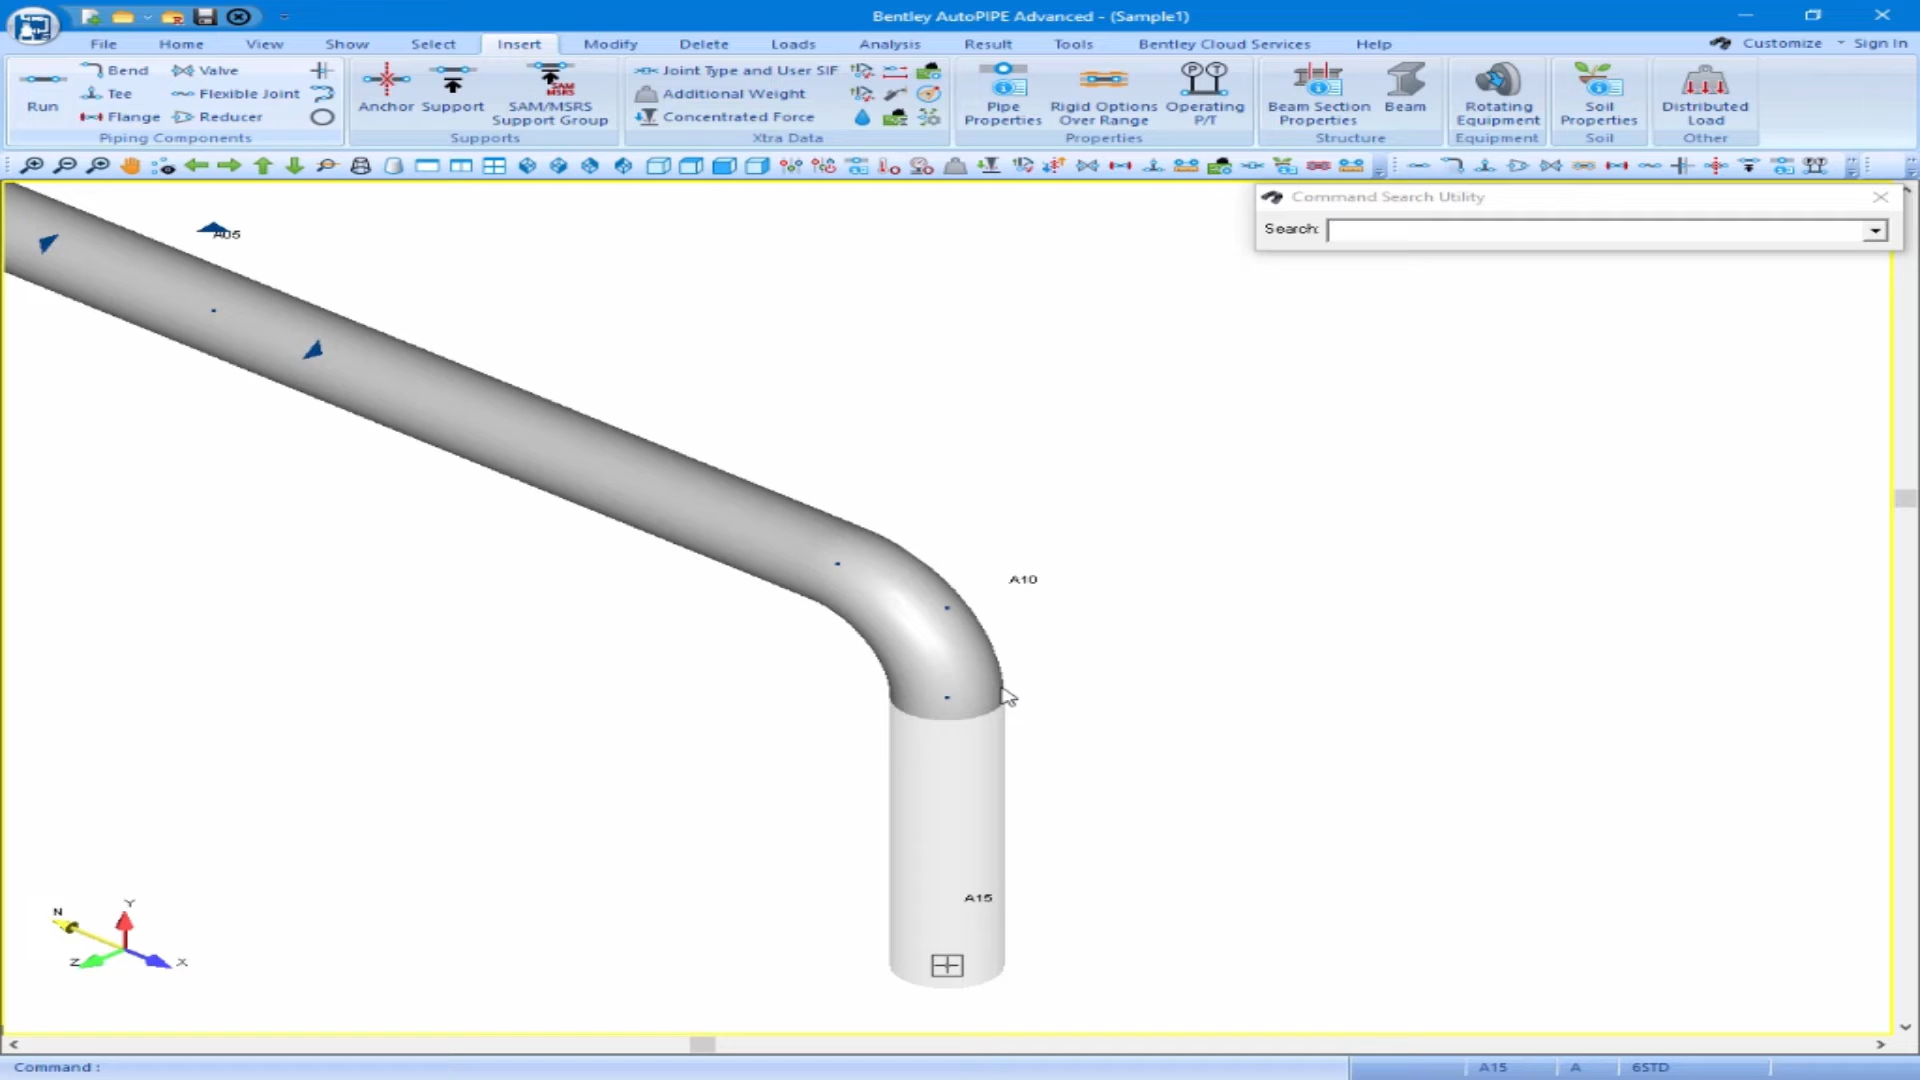 Bentley AutoPIPE Advanced - (Sample1)
File Home View Show Select Insert Modify Delete Loads Analysis Result Tools Bentley Cloud Services Help Customize Sign In
Run
Bend Valve
Tee Flexible Joint
Flange Reducer
Piping Components
Anchor Support SAM/MSRS Support Group
SAM
MSRS
Supports
Joint Type and User SIF
Additional Weight
Concentrated Force
Xtra Data
Pipe Properties
Rigid Options Over Range
P T
Operating P/T
Properties
Beam Section Properties
Beam
Structure
Rotating Equipment
Equipment
Soil Properties
Soil
Distributed Load
Other
Command Search Utility
Search:
A05
A10
A15
N
Y
Z
X
Command :
A15 A 6STD